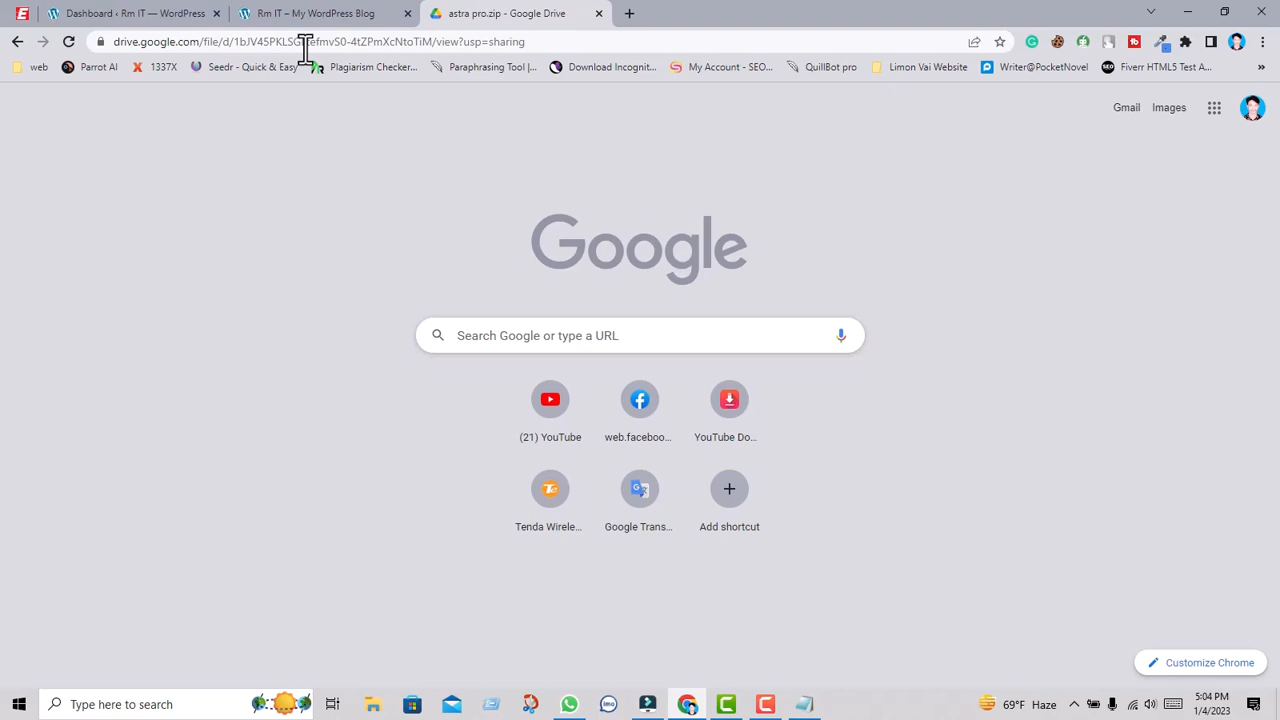 Dashboard ‹ Rm IT — WordPress
Rm IT – My WordPress Blog
astra pro.zip - Google Drive
drive.google.com/file/d/1bJV45PKLSG efmvS0-4tZPmXcNtoTiM/view?usp=sharing
web
Parrot AI
1337X
Seedr - Quick & Easy
Plagiarism Checker...
Paraphrasing Tool |...
Download Incognit...
My Account - SEO...
QuillBot pro
Limon Vai Website
Writer@PocketNovel
Fiverr HTML5 Test A...
»
Gmail
Images
Google
Search Google or type a URL
(21) YouTube
web.faceboo...
YouTube Do...
Tenda Wirele...
Google Trans...
Add shortcut
Customize Chrome
Type here to search
69°F Haze
5:04 PM
1/4/2023